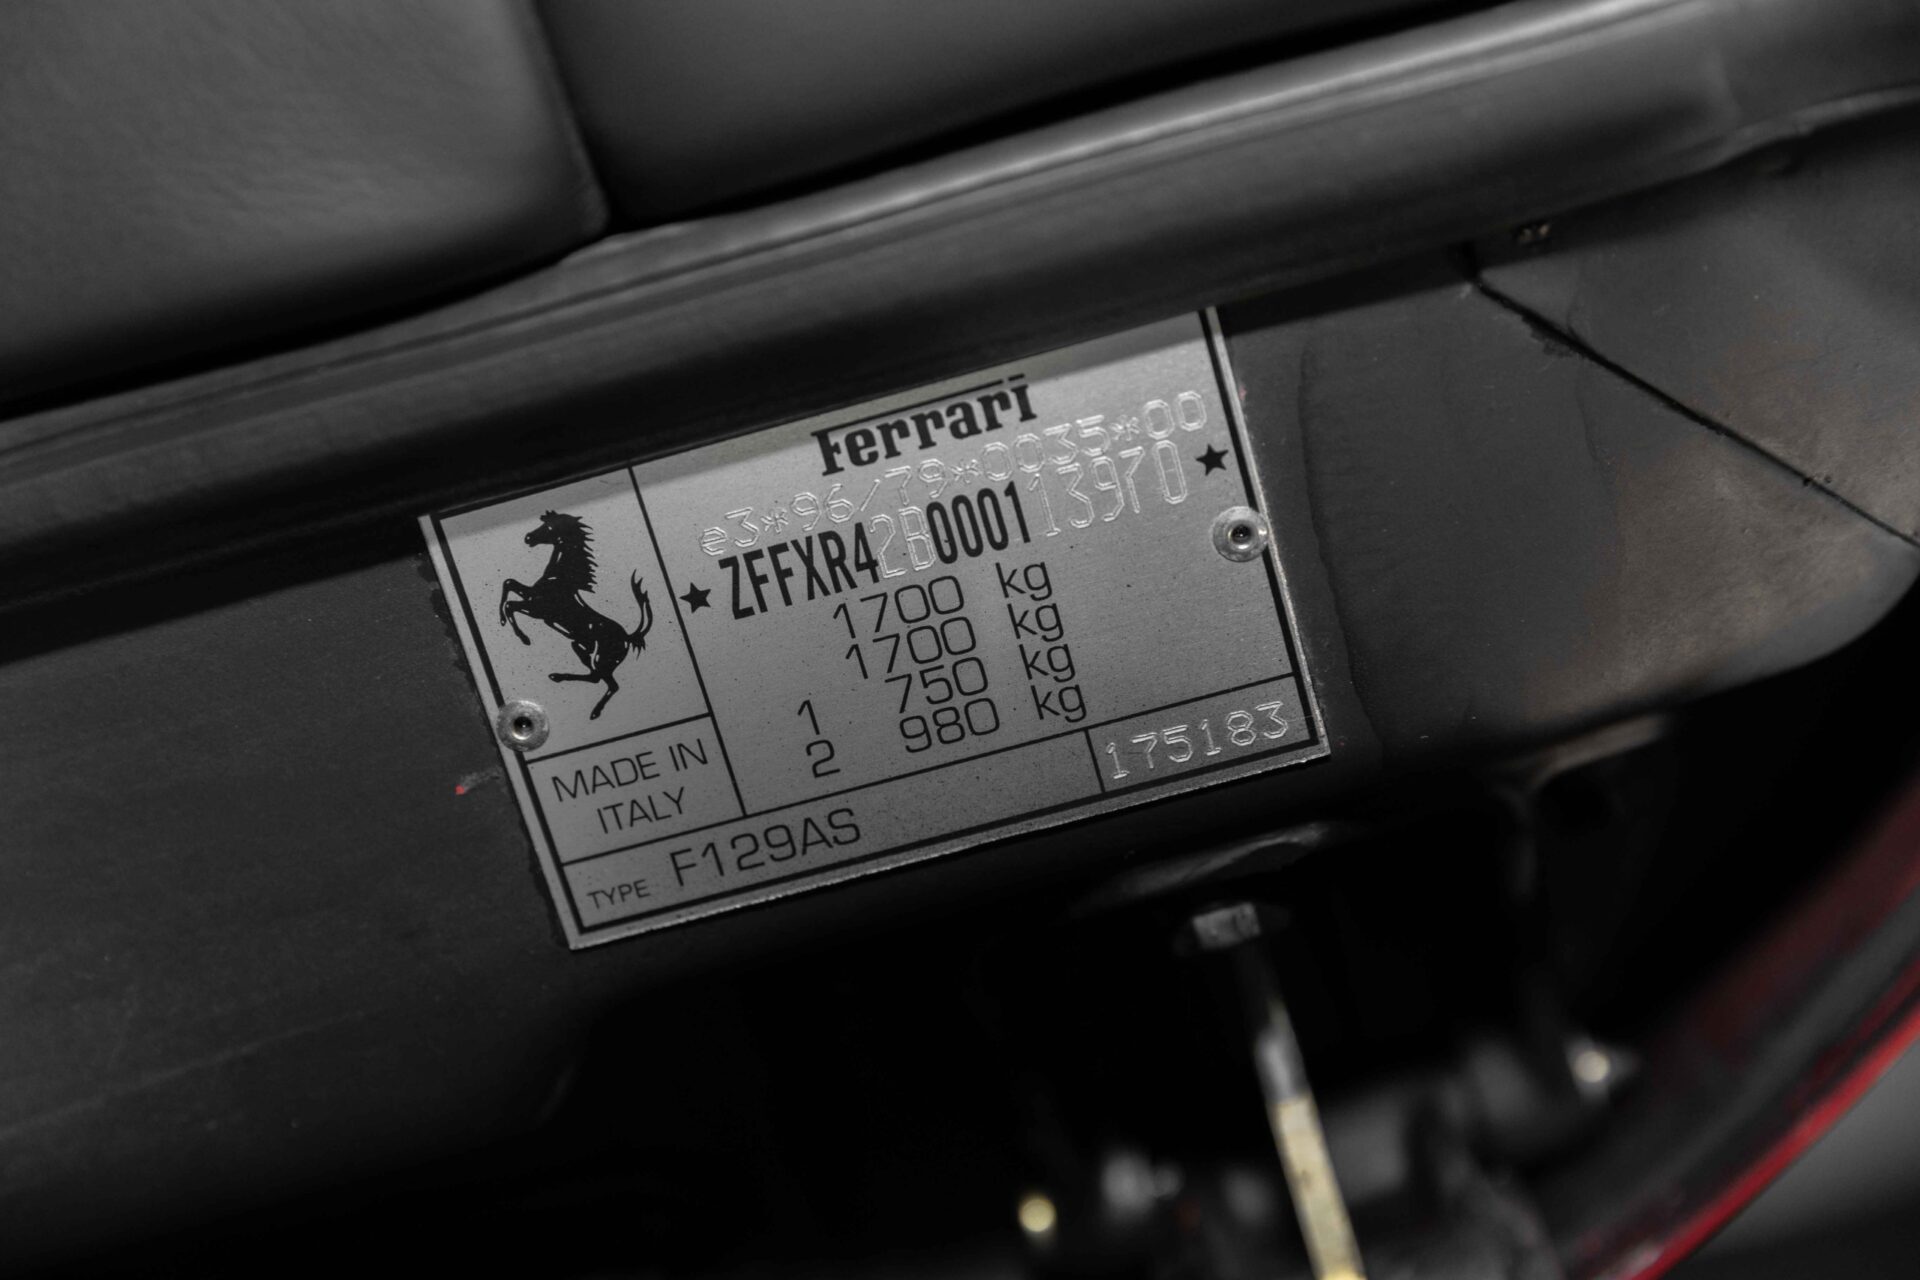 Ferrari
e3*96/79*0035*00
★ ZFFXR42B000113970 ★
1700 kg
1700 kg
1 750 kg
2 980 kg
MADE IN
ITALY
175183
TYPE F129AS